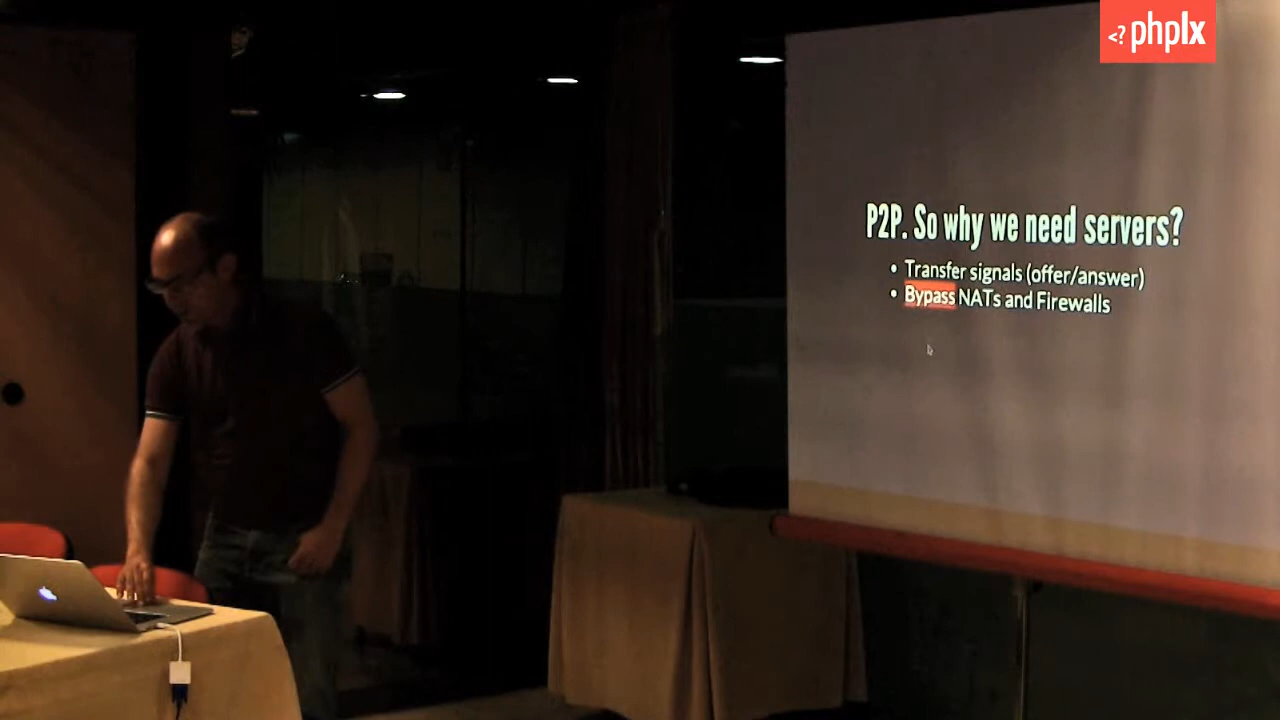 <? phplx
P2P. So why we need servers?
• Transfer signals (offer/answer)
• Bypass NATs and Firewalls